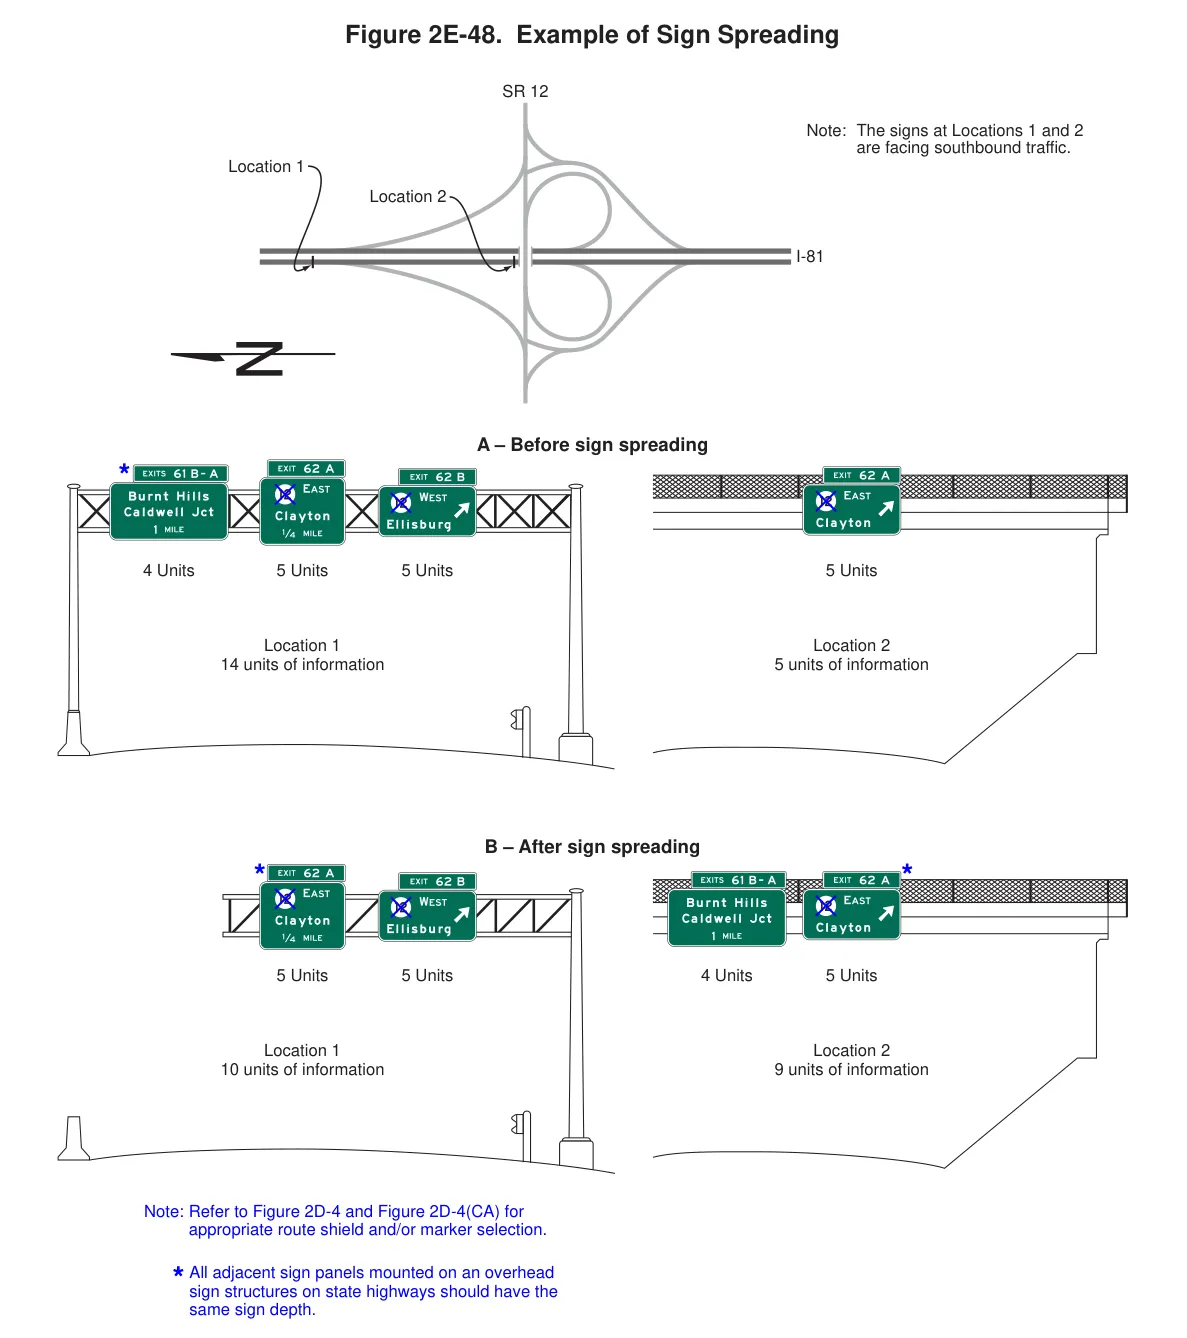 Figure 2E-48.  Example of Sign Spreading
SR 12
Note: The signs at Locations 1 and 2
are facing southbound traffic.
Location 1
Location 2
I-81
N
A – Before sign spreading
* EXITS 61 B - A
Burnt Hills
Caldwell Jct
1 MILE
EXIT 62 A
12 EAST
Clayton
1/4 MILE
EXIT 62 B
12 WEST
Ellisburg
EXIT 62 A
12 EAST
Clayton
4 Units
5 Units
5 Units
5 Units
Location 1
14 units of information
Location 2
5 units of information
B – After sign spreading
* EXIT 62 A
12 EAST
Clayton
1/4 MILE
EXIT 62 B
12 WEST
Ellisburg
EXITS 61 B - A
Burnt Hills
Caldwell Jct
1 MILE
EXIT 62 A *
12 EAST
Clayton
5 Units
5 Units
4 Units
5 Units
Location 1
10 units of information
Location 2
9 units of information
Note: Refer to Figure 2D-4 and Figure 2D-4(CA) for
appropriate route shield and/or marker selection.
* All adjacent sign panels mounted on an overhead
sign structures on state highways should have the
same sign depth.